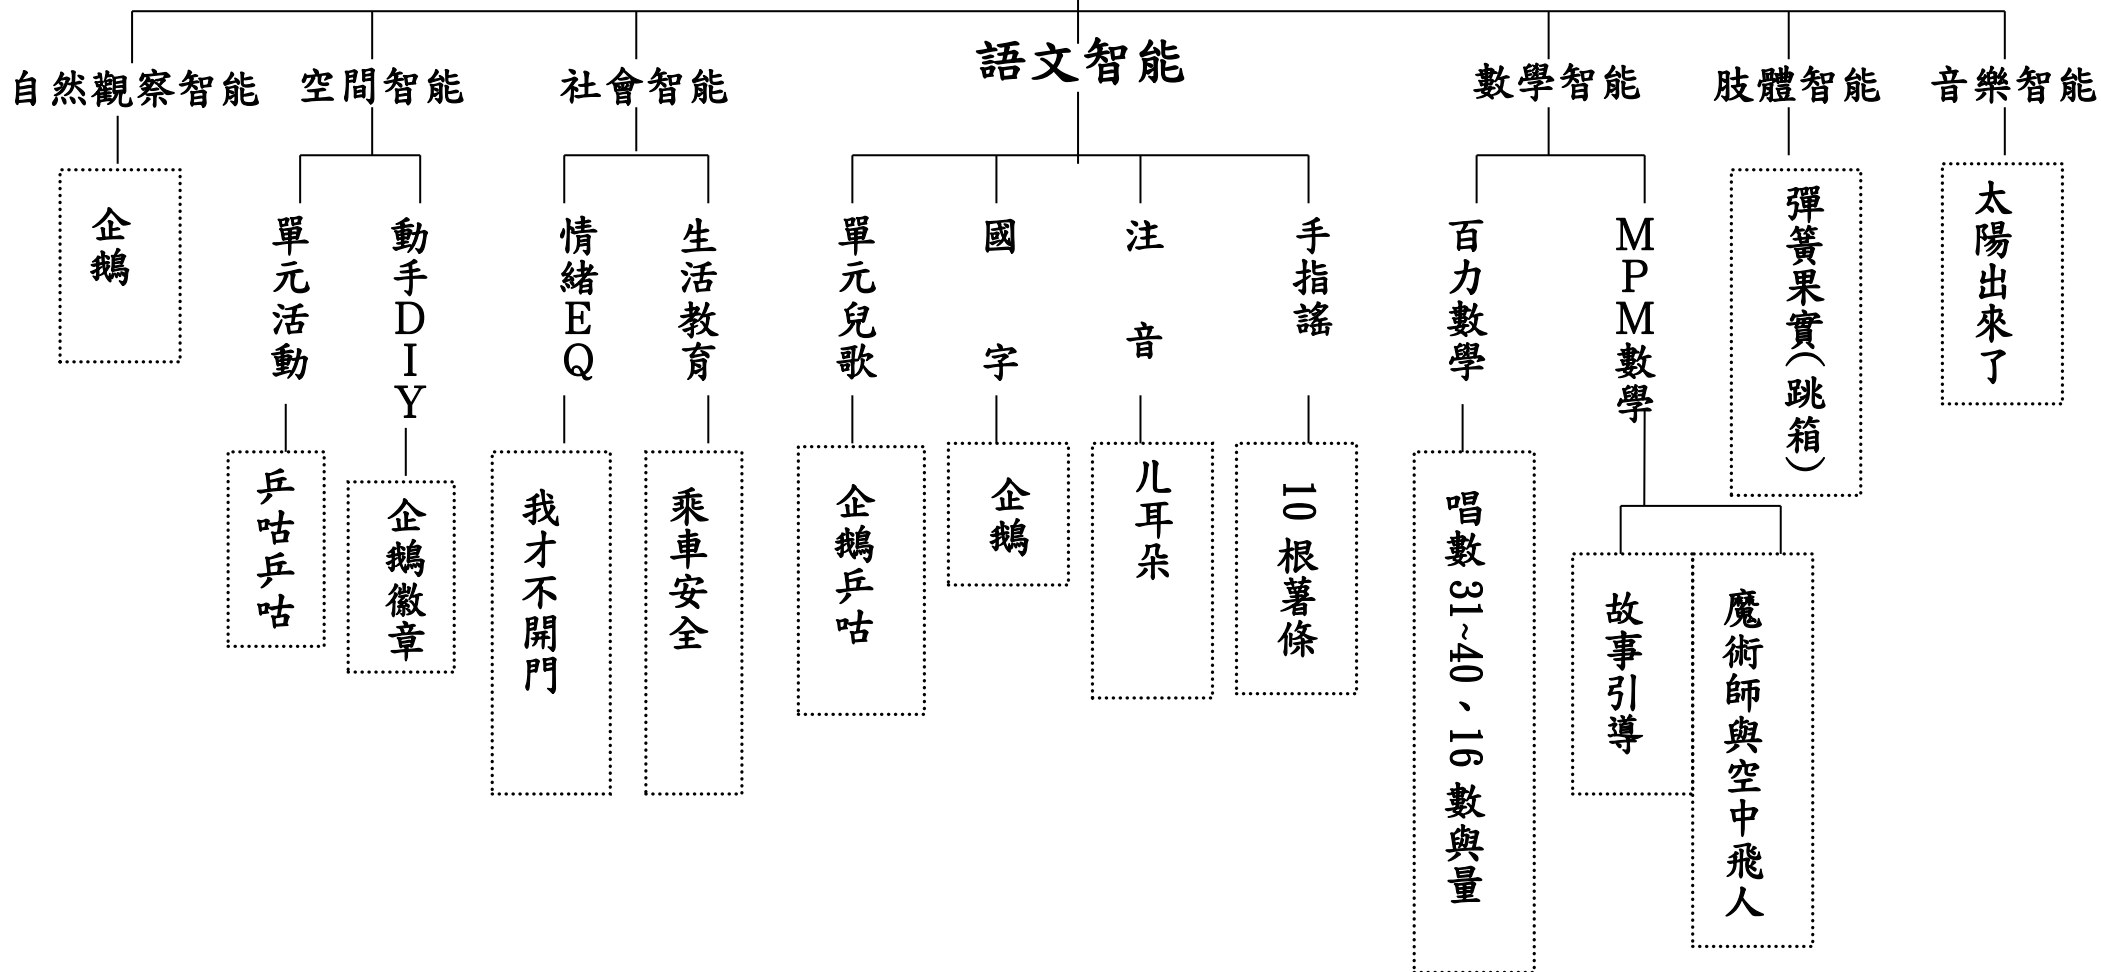 自然觀察智能
空間智能
社會智能
語文智能
數學智能
肢體智能
音樂智能
企鵝
單元活動
動手DIY
情緒EQ
生活教育
單元兒歌
國字
注音
手指謠
百力數學
MPM數學
彈簧果實(跳箱)
太陽出來了
乒咕乒咕
企鵝徽章
我才不開門
乘車安全
企鵝乒咕
企鵝
ㄦ耳朵
10根薯條
唱數31~40、16數與量
故事引導
魔術師與空中飛人